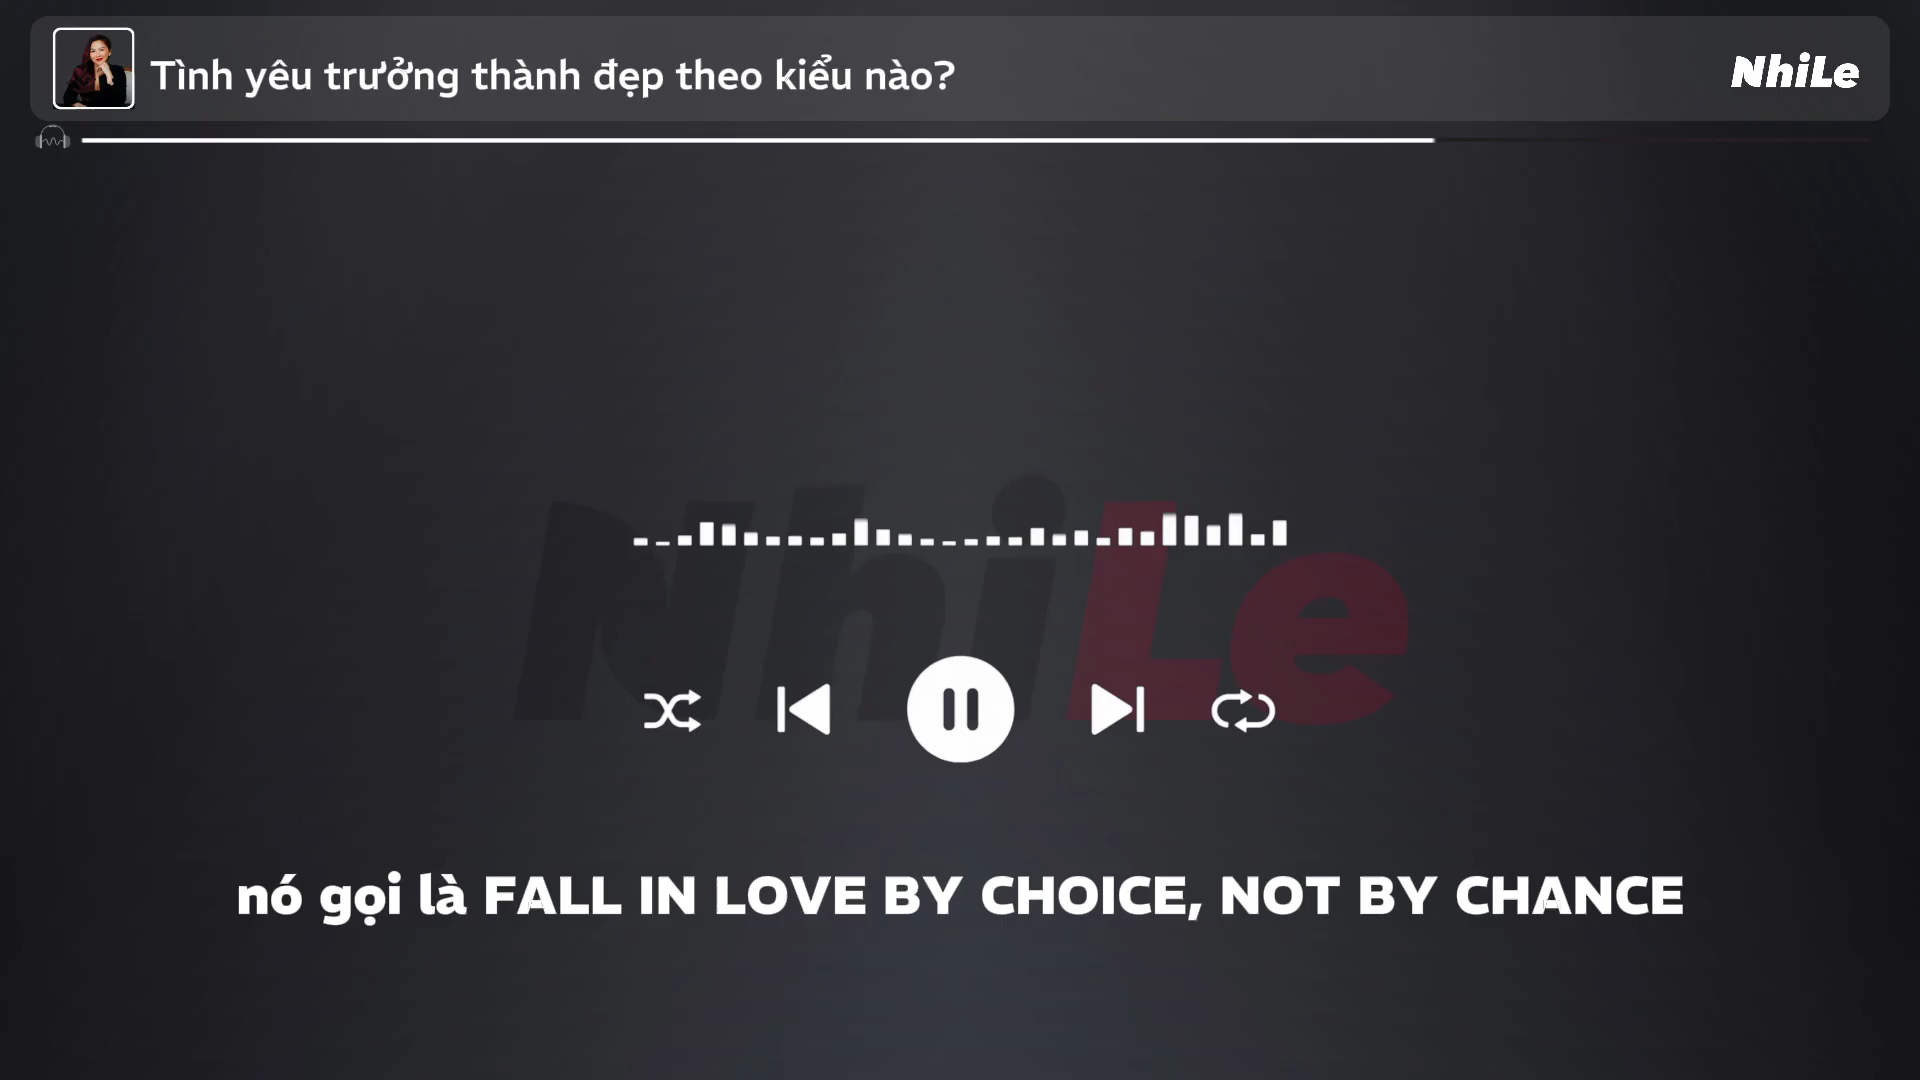 Tình yêu trưởng thành đẹp theo kiểu nào?
NhiLe
NhiLe
nó gọi là FALL IN LOVE BY CHOICE, NOT BY CHANCE